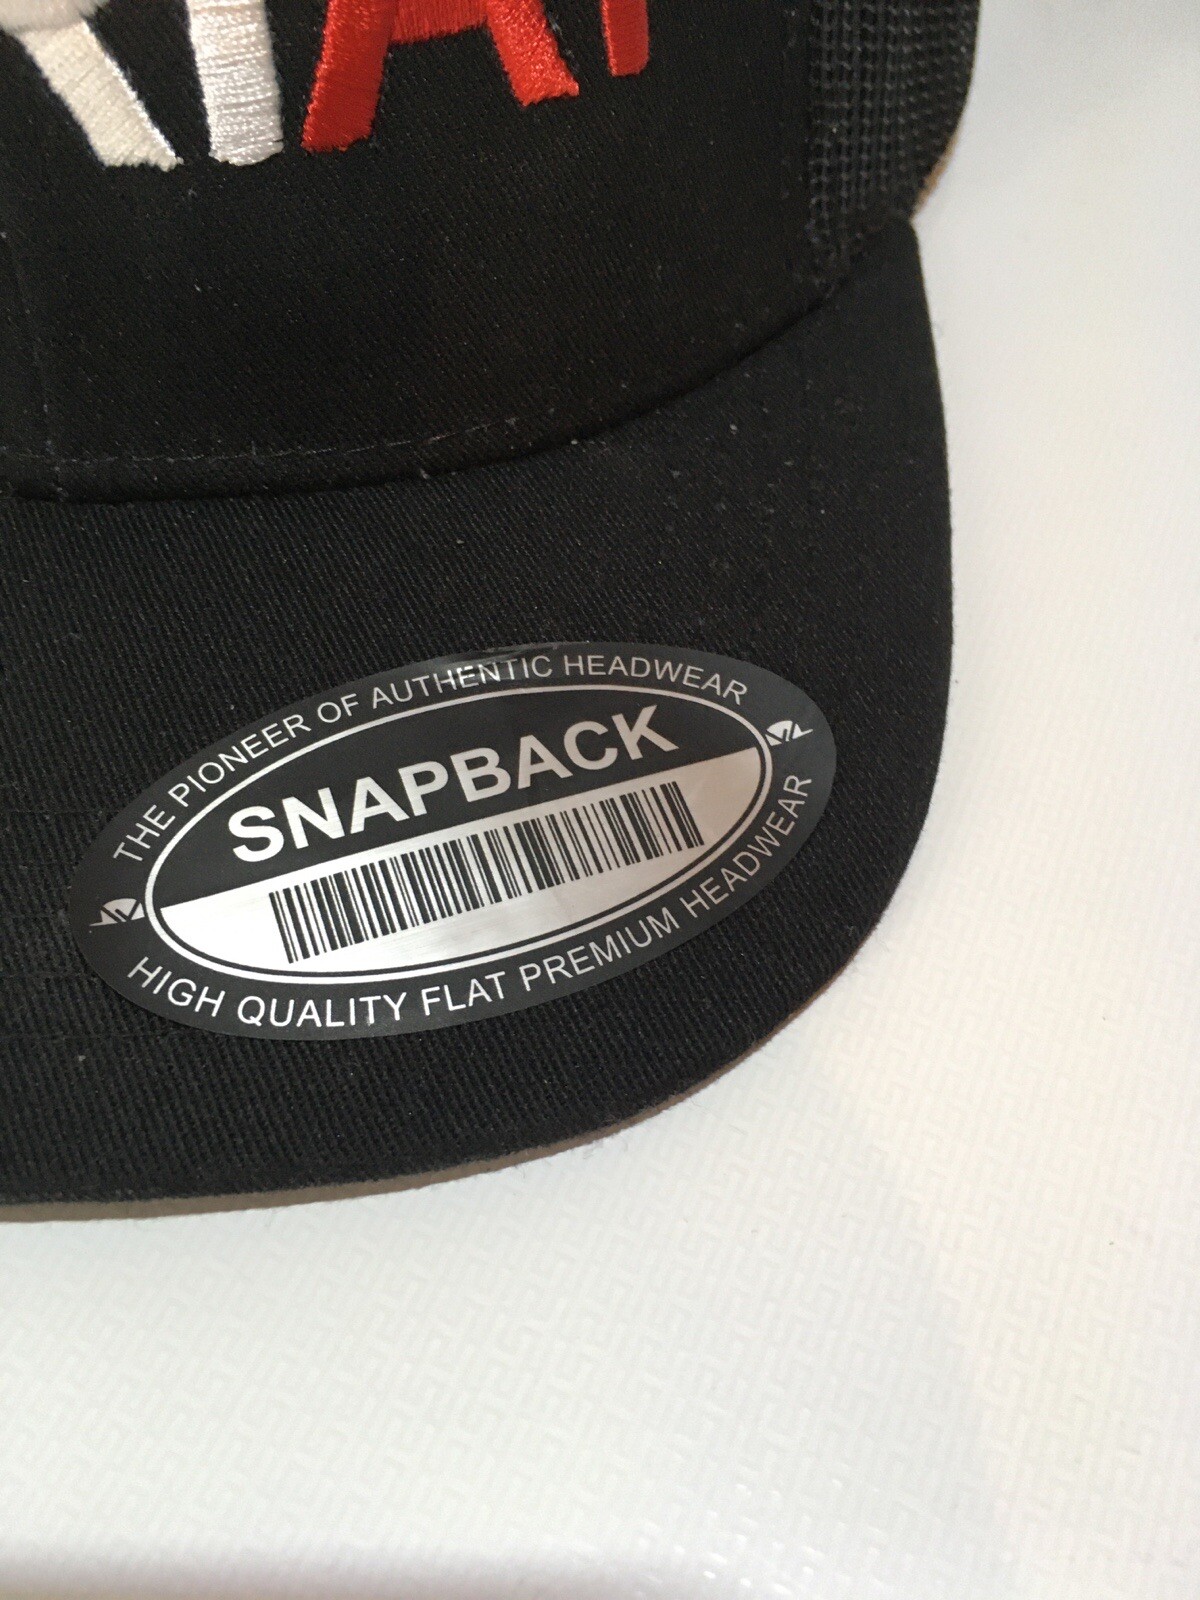 THE PIONEER OF AUTHENTIC HEADWEAR
SNAPBACK
HIGH QUALITY FLAT PREMIUM HEADWEAR